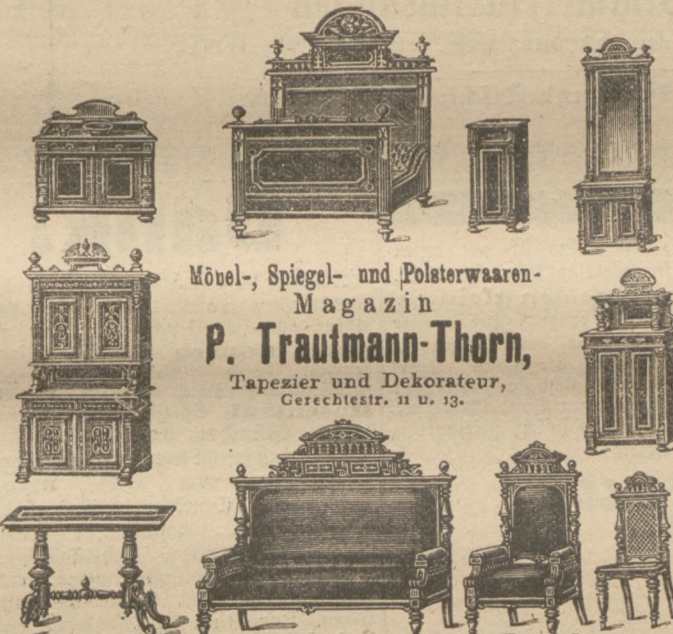 Möbel-, Spiegel- und Polsterwaaren-
Magazin
P. Trautmann-Thorn,
Tapezier und Dekorateur,
Gerechtestr. 11 u. 13.